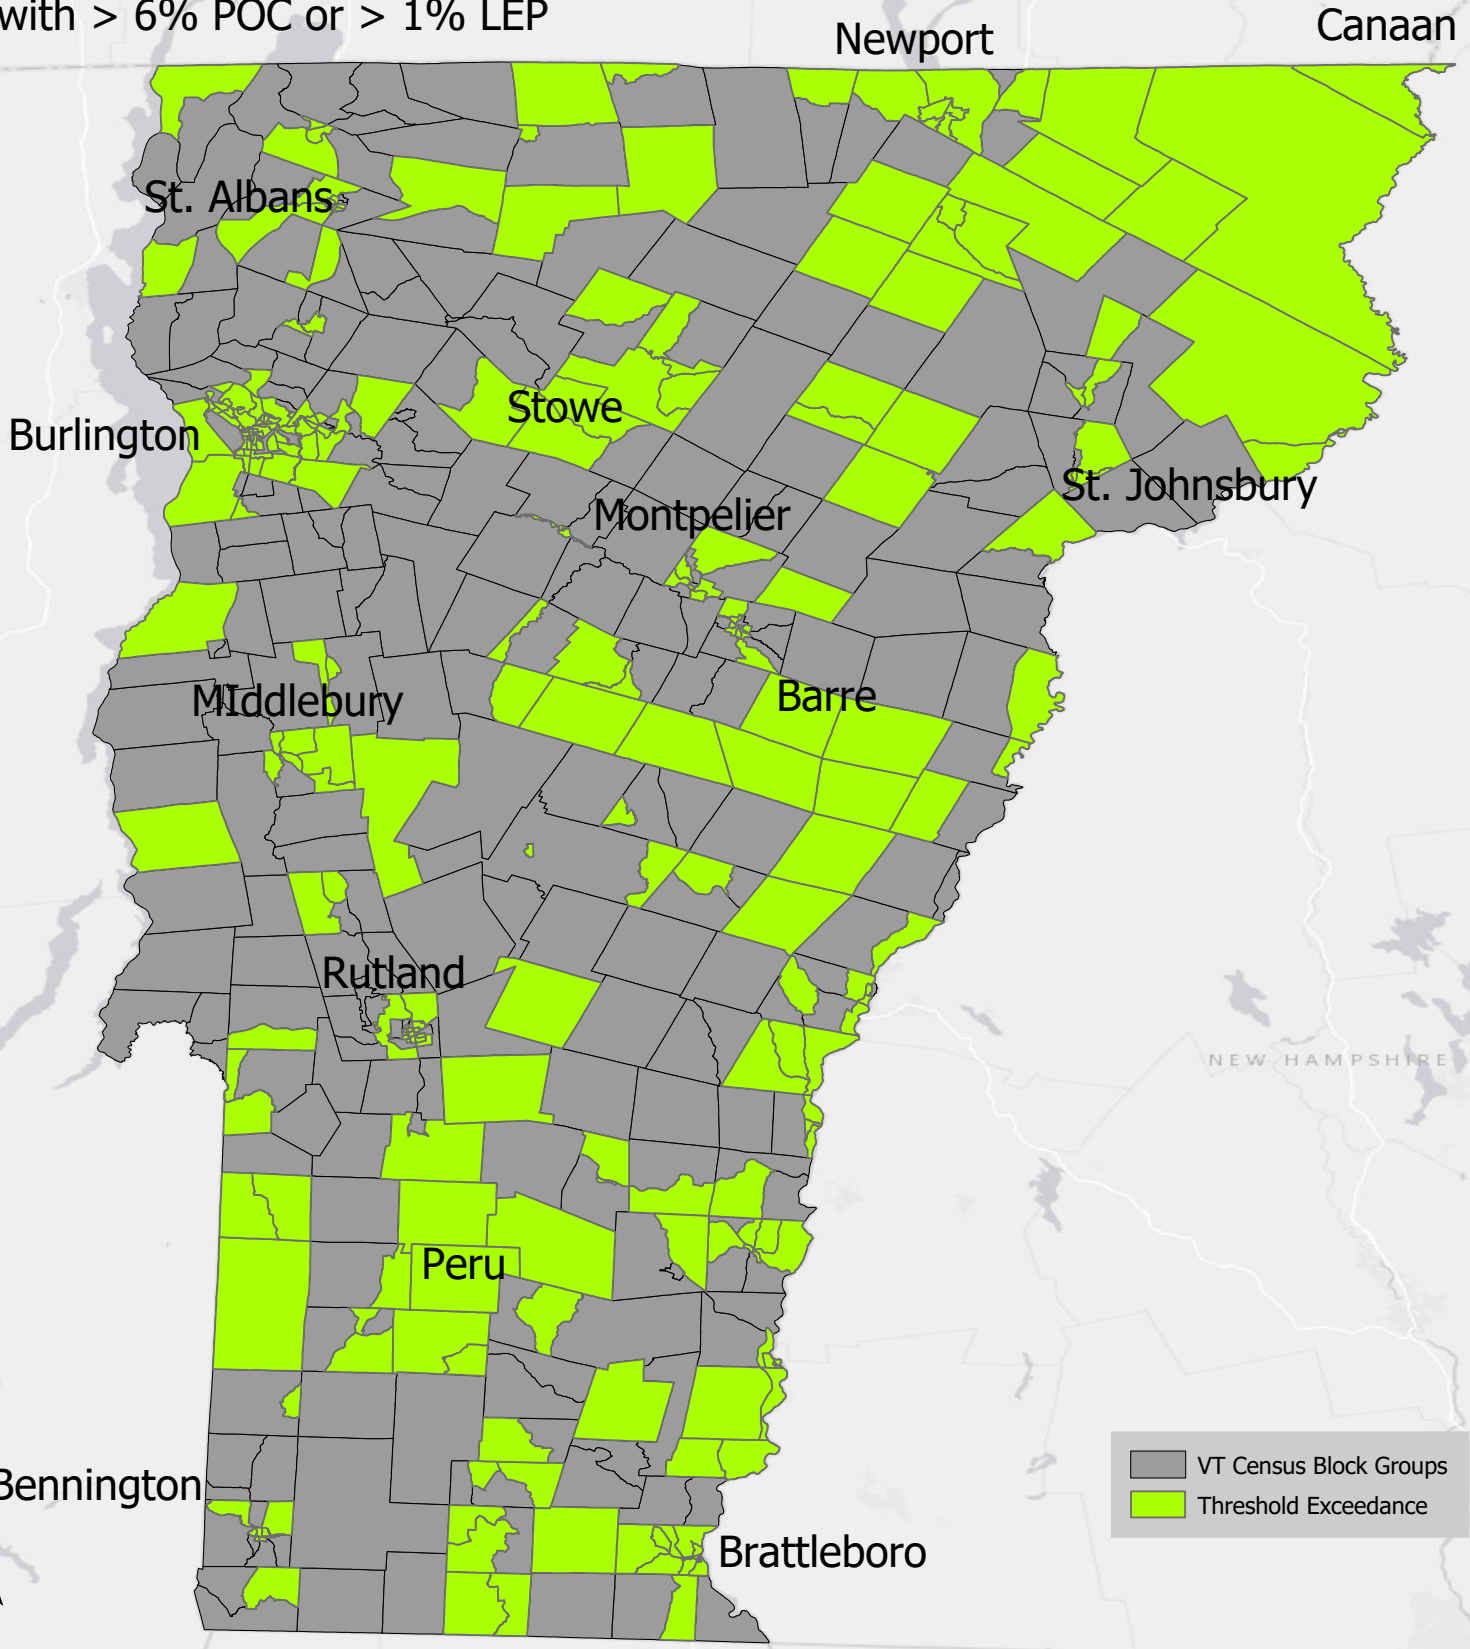 with > 6% POC or > 1% LEP
Newport
Canaan
St. Albans
Burlington
Stowe
Montpelier
St. Johnsbury
MIddlebury
Barre
Rutland
NEW HAMPSHIRE
Peru
Bennington
Brattleboro
VT Census Block Groups
Threshold Exceedance